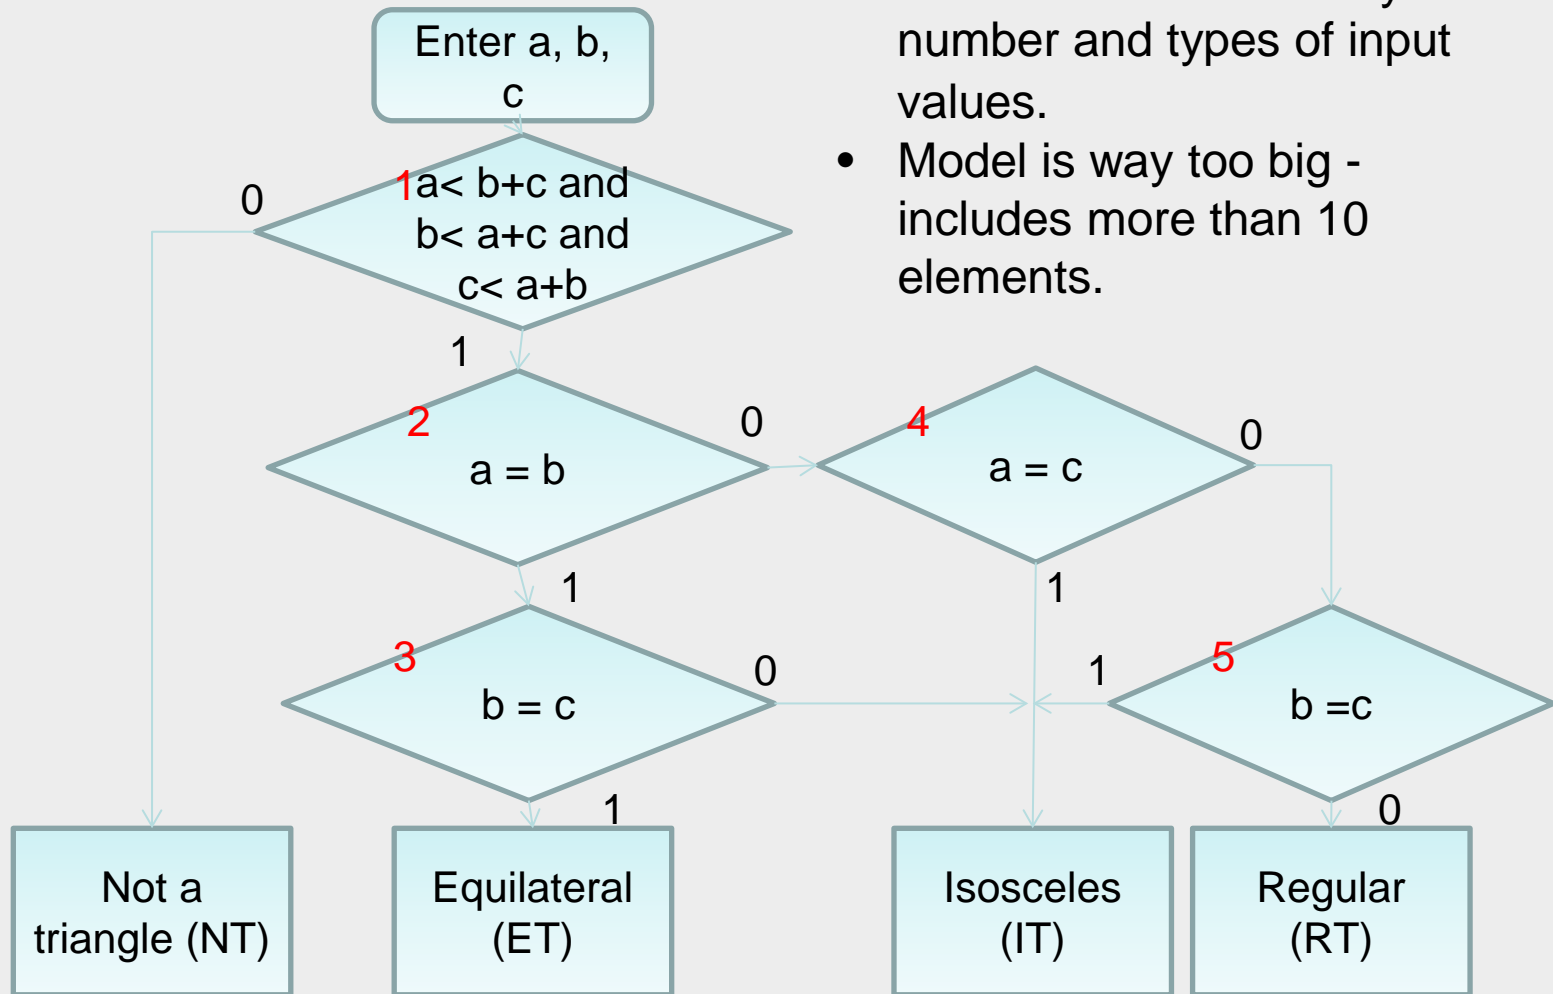 number and types of input
values.
• Model is way too big -
includes more than 10
elements.
Enter a, b,
c
0
1
a< b+c and
b< a+c and
c< a+b
1
2
a = b
0
4
a = c
0
1
1
3
b = c
0
1
5
b =c
1
0
Not a
triangle (NT)
Equilateral
(ET)
Isosceles
(IT)
Regular
(RT)